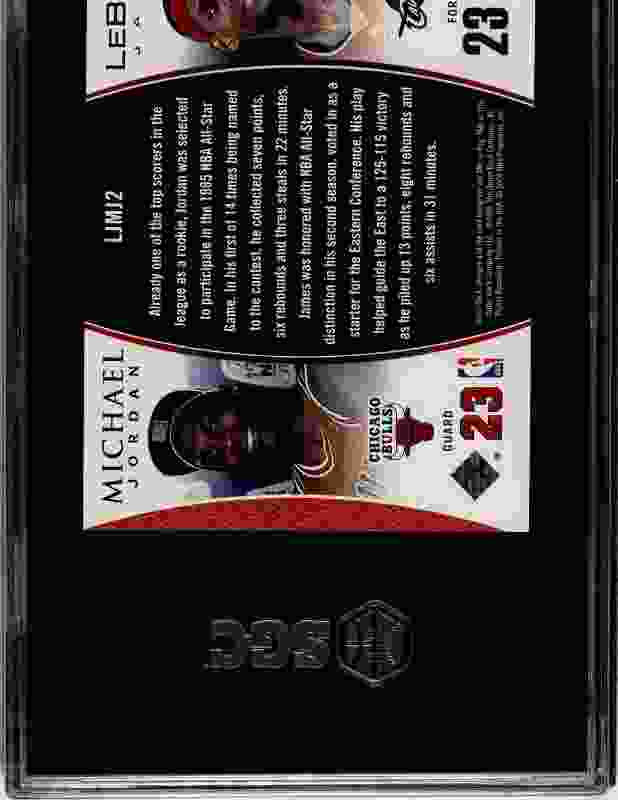 LEB
JA
FOR
23
LJMJ2
Already one of the top scorers in the
league as a rookie, Jordan was selected
to participate in the 1985 NBA All-Star
Game. In his first of 14 times being named
to the contest, he collected seven points,
six rebounds and three steals in 22 minutes.
James was honored with NBA All-Star
distinction in his second season, voted in as a
starter for the Eastern Conference. His play
helped guide the East to a 125-115 victory
as he piled up 13 points, eight rebounds and
six assists in 31 minutes.
MICHAEL
JORDAN
CHICAGO
BULLS
GUARD
23
SGC